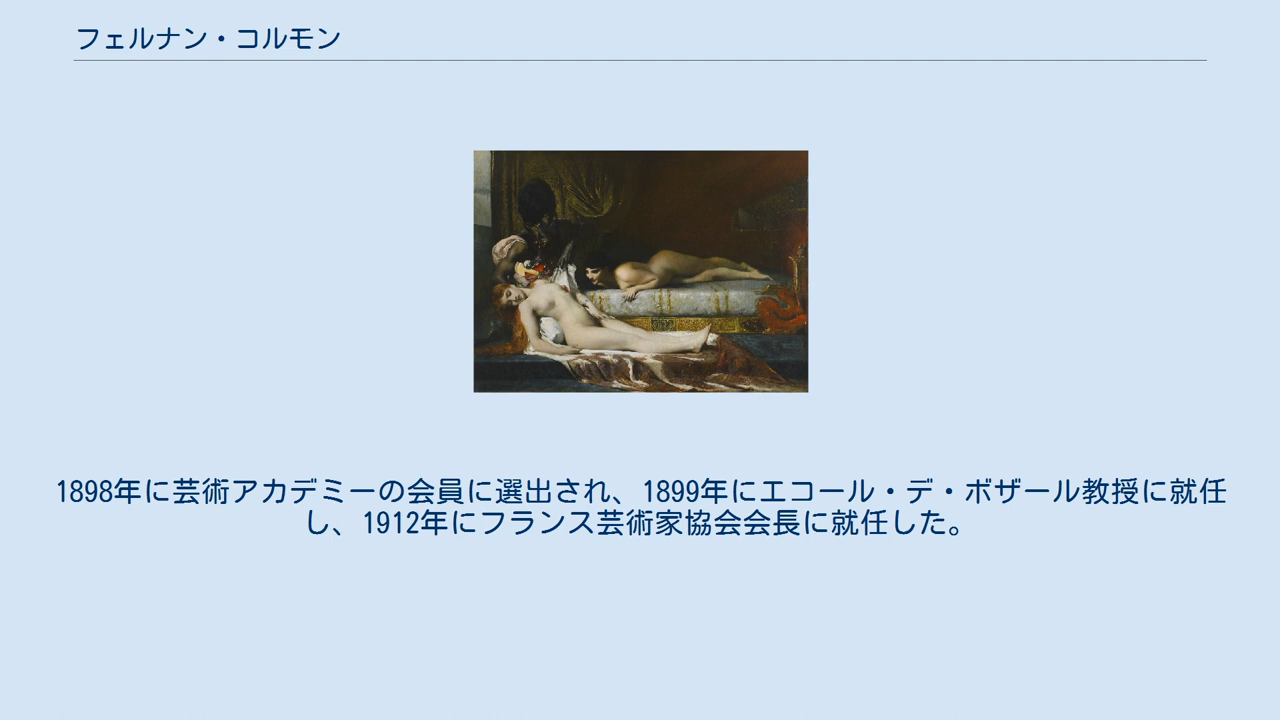 フェルナン・コルモン
1898年に芸術アカデミーの会員に選出され、1899年にエコール・デ・ボザール教授に就任
し、1912年にフランス芸術家協会会長に就任した。